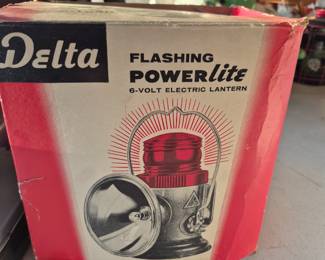 Delta
FLASHING
POWERlite
6-VOLT ELECTRIC LANTERN